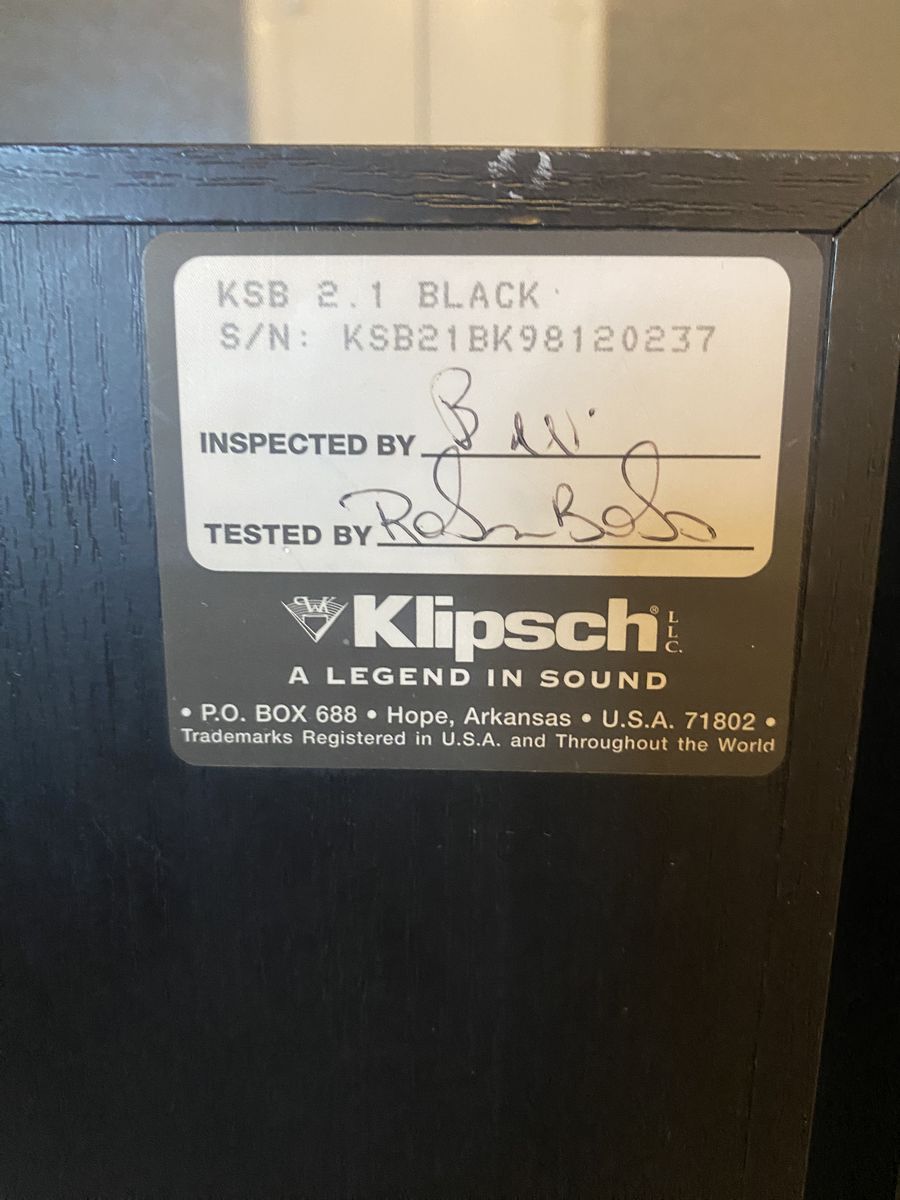 KSB 2.1 BLACK
S/N: KSB21BK98120237
INSPECTED BY
TESTED BY
PWK Klipsch® LLC.
A LEGEND IN SOUND
• P.O. BOX 688 • Hope, Arkansas • U.S.A. 71802 •
Trademarks Registered in U.S.A. and Throughout the World